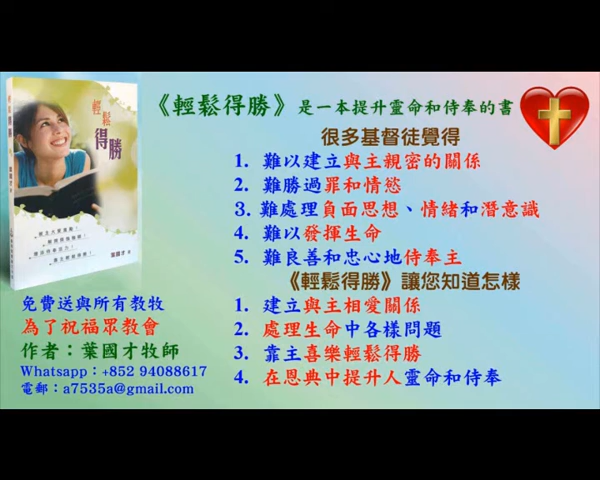 《輕鬆得勝》是一本提升靈命和侍奉的書
很多基督徒覺得
1. 難以建立與主親密的關係
2. 難勝過罪和情慾
3. 難處理負面思想、情緒和潛意識
4. 難以發揮生命
5. 難良善和忠心地侍奉主
《輕鬆得勝》讓您知道怎樣
1. 建立與主相愛關係
2. 處理生命中各樣問題
3. 靠主喜樂輕鬆得勝
4. 在恩典中提升人靈命和侍奉
輕鬆
得勝
葉國才 著
輕鬆得勝
免費送與所有教牧
為了祝福眾教會
作者：葉國才牧師
Whatsapp：+852 94088617
電郵：a7535a@gmail.com